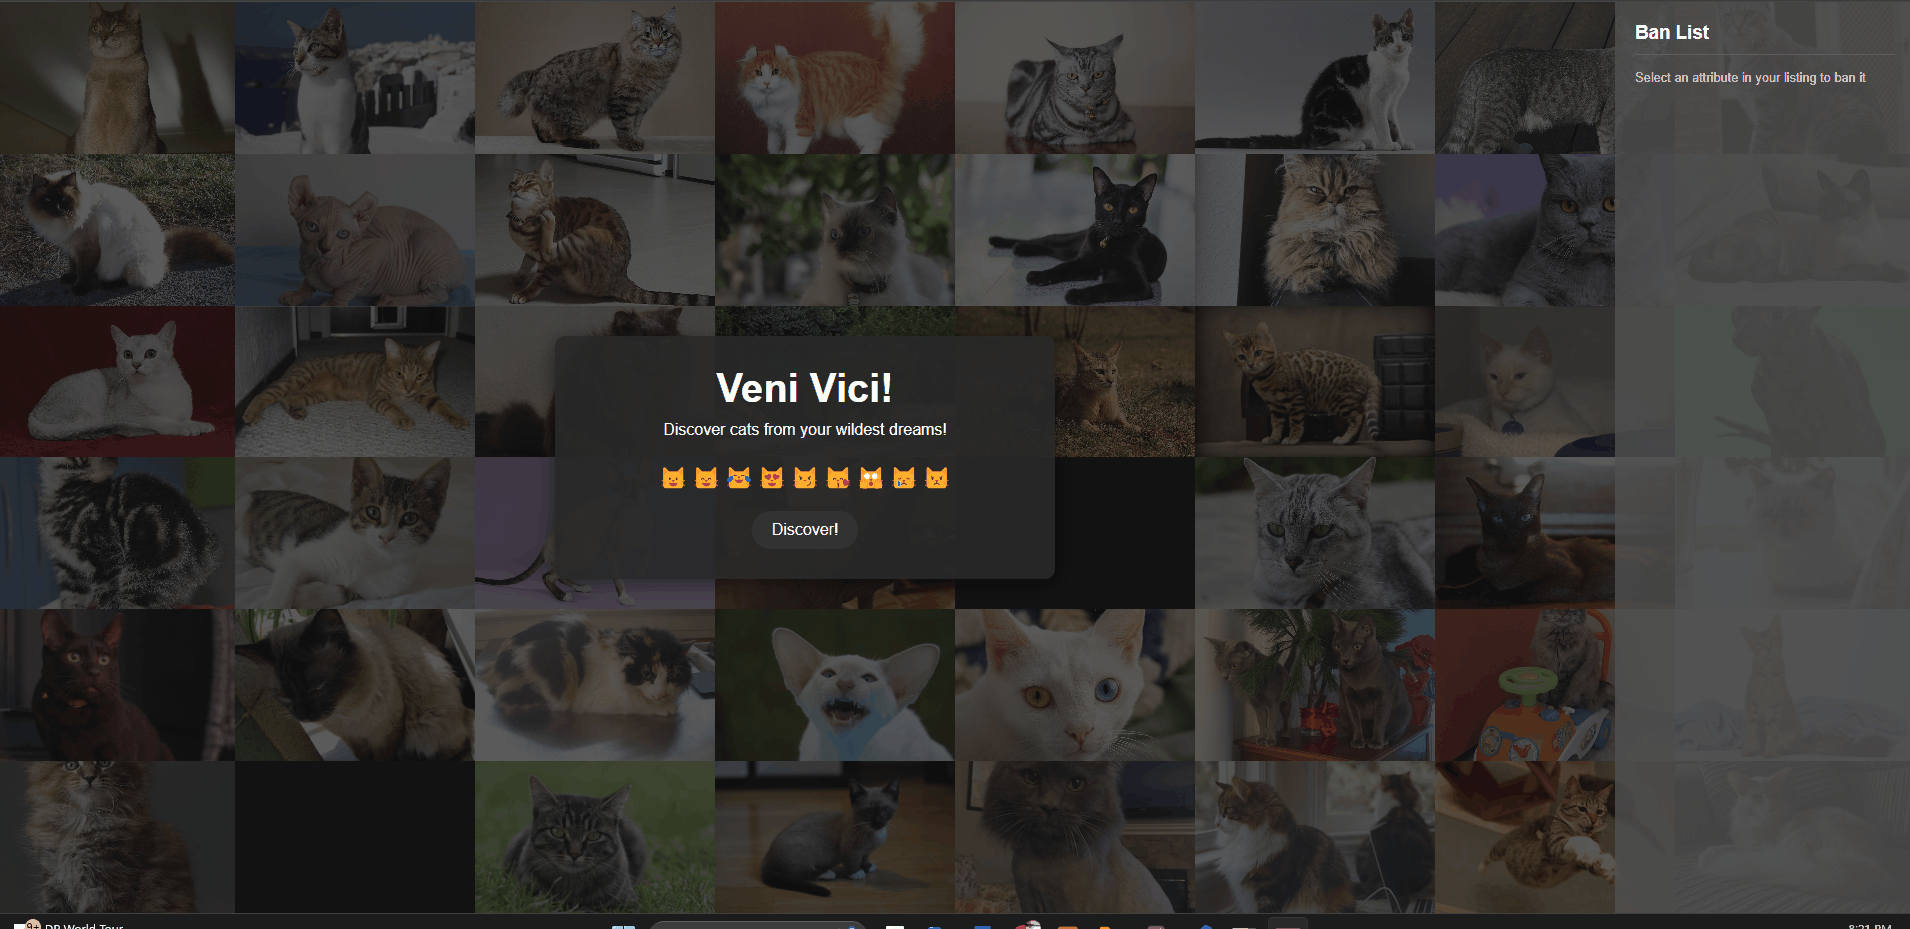 Ban List
Select an attribute in your listing to ban it
Veni Vici!
Discover cats from your wildest dreams!
Discover!
9+
DP World Tour
8:21 PM